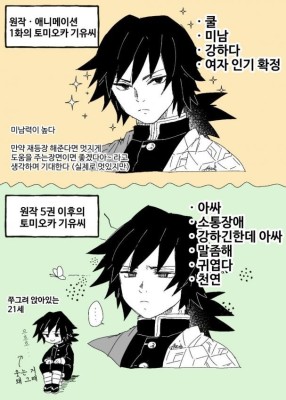 원작 · 애니메이션
1화의 토미오카 기유씨
· 쿨
· 미남
· 강하다
· 여자 인기 확정
미남력이 높다
만약 재등장 해준다면 멋지게
도움을 주는장면이면 좋겠다아~ 라고
생각하며 기대한다 (실제로 멋있지만)
원작 5권 이후의
토미오카 기유씨
· 아싸
· 소통장애
· 강하긴한데 아싸
· 말좀해
· 귀엽다
· 천연
쭈그려 앉아있는
21세
웃는 거
왜 그래